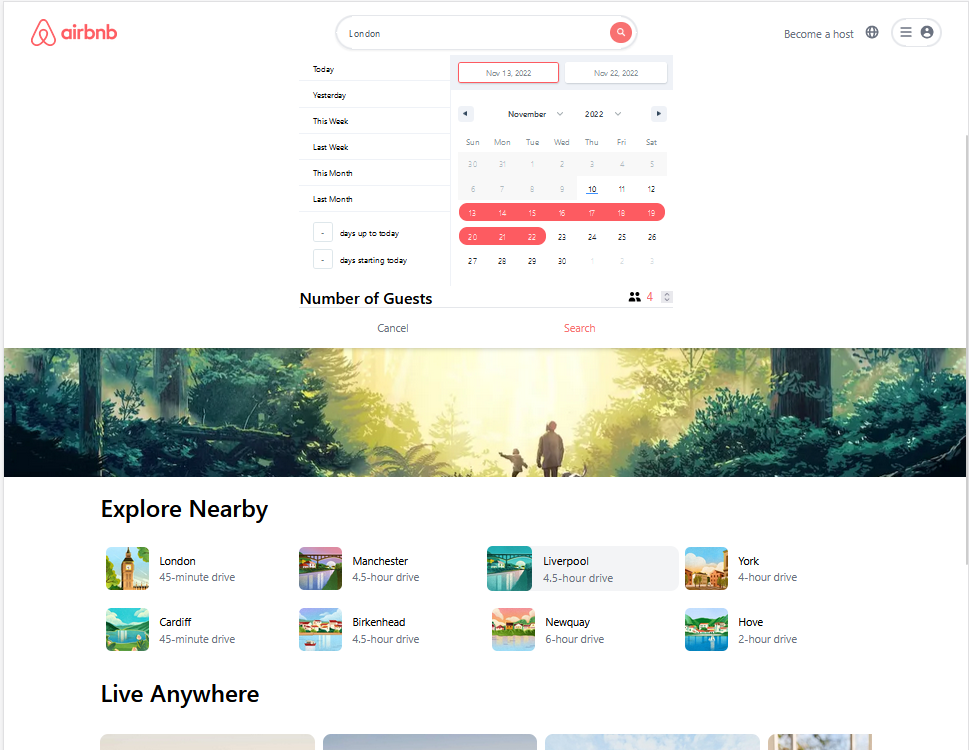 airbnb
London
Become a host
Today
Yesterday
This Week
Last Week
This Month
Last Month
- days up to today
- days starting today
Nov 13, 2022 Nov 22, 2022
November 2022
Sun Mon Tue Wed Thu Fri Sat
30 31 1 2 3 4 5
6 7 8 9 10 11 12
13 14 15 16 17 18 19
20 21 22 23 24 25 26
27 28 29 30 1 2 3
Number of Guests 4
Cancel Search
Explore Nearby
London
45-minute drive
Manchester
4.5-hour drive
Liverpool
4.5-hour drive
York
4-hour drive
Cardiff
45-minute drive
Birkenhead
4.5-hour drive
Newquay
6-hour drive
Hove
2-hour drive
Live Anywhere